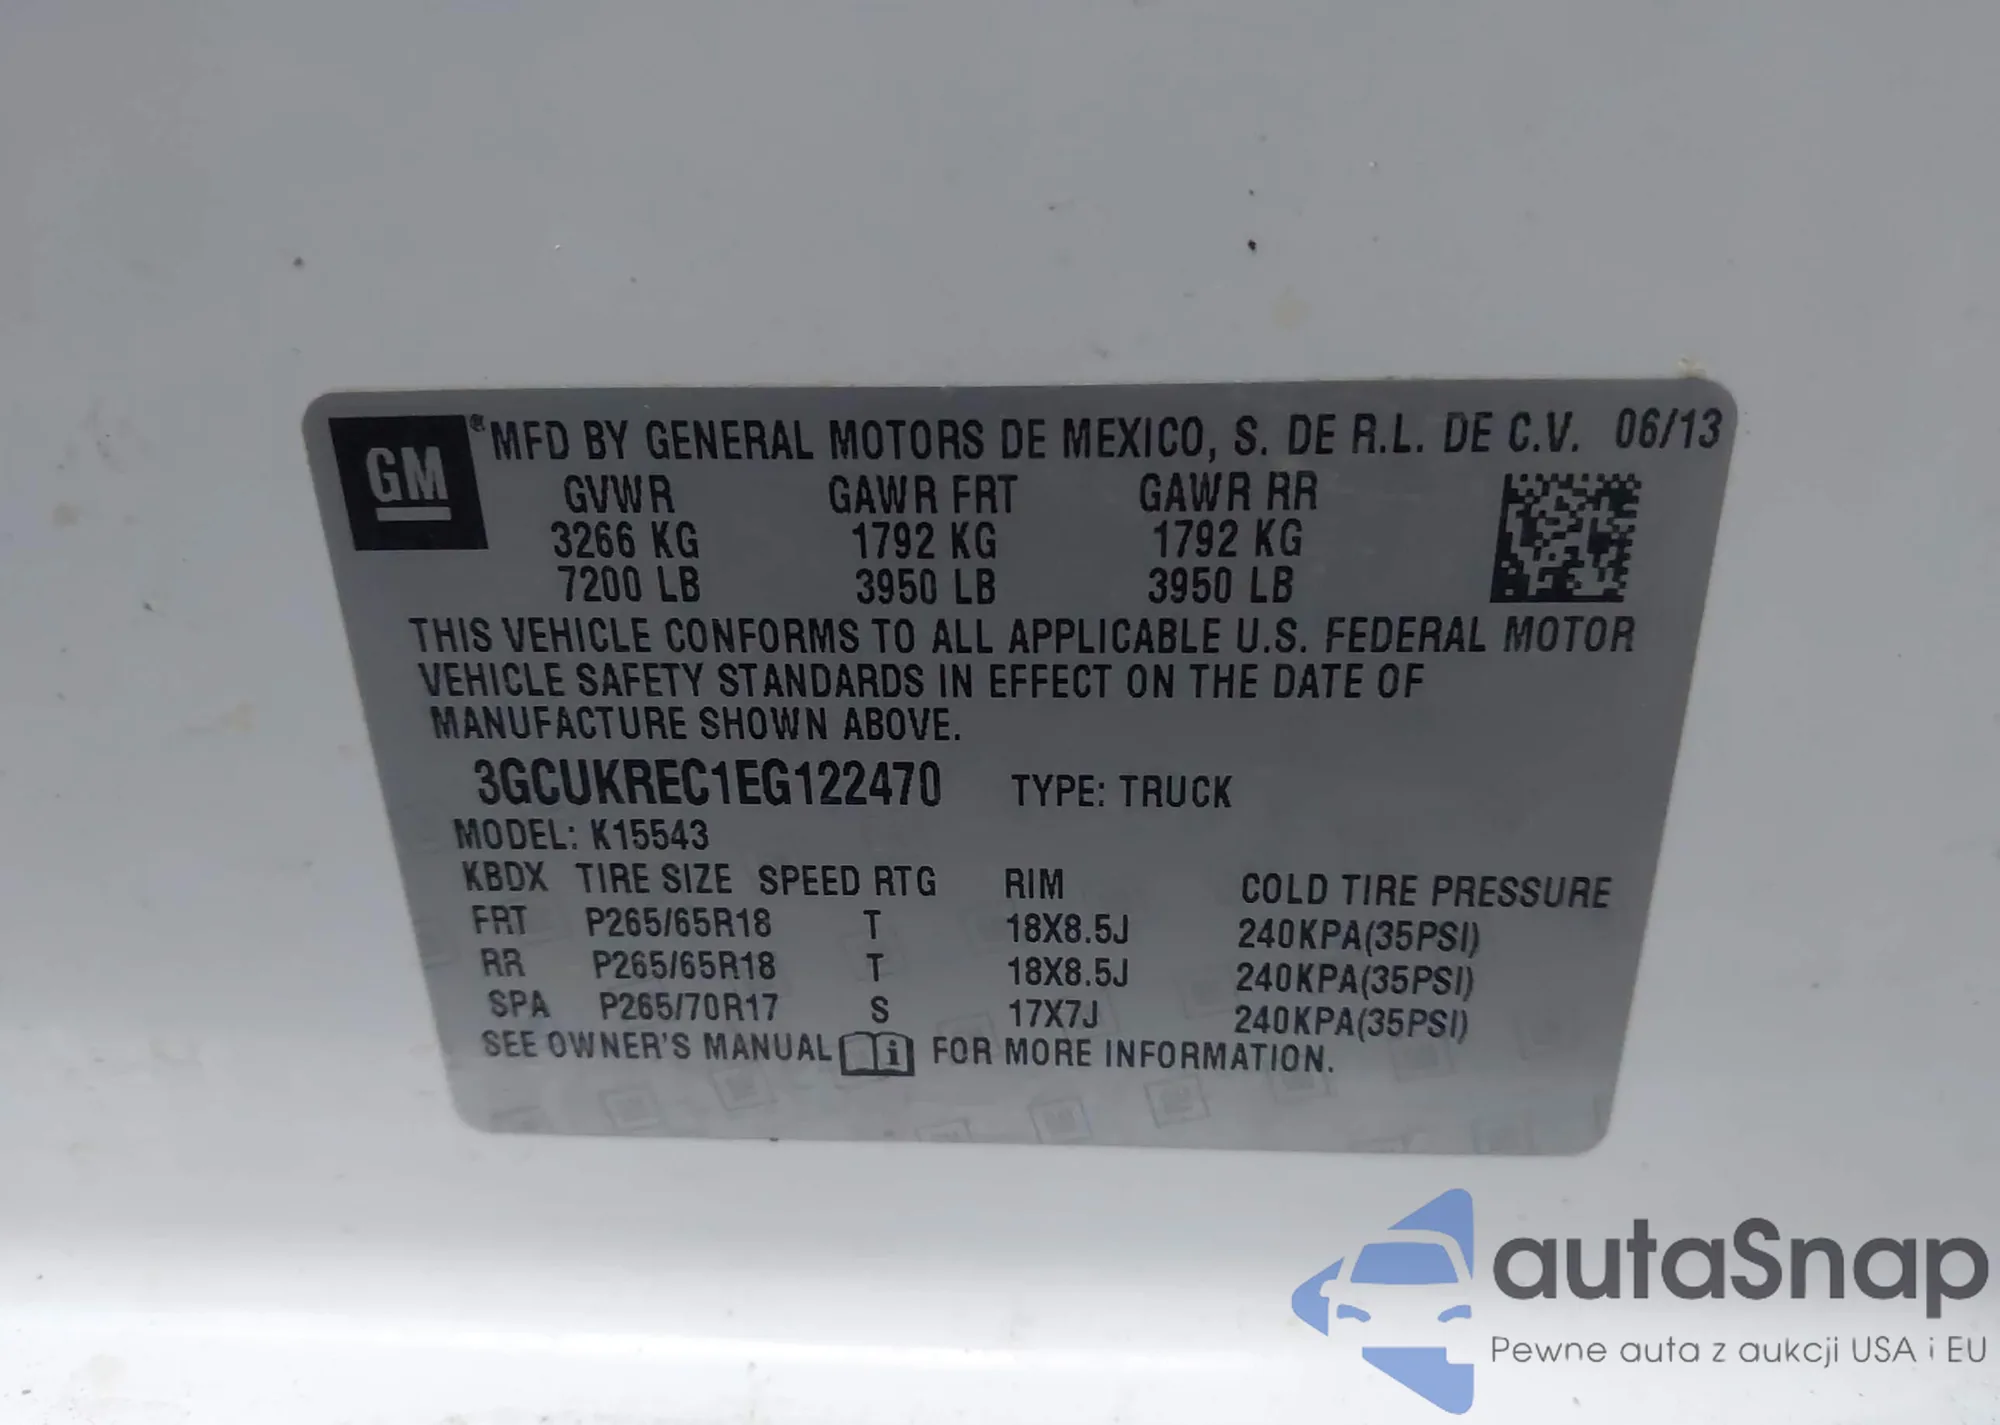 GM ® MFD BY GENERAL MOTORS DE MEXICO, S. DE R.L. DE C.V. 06/13
GVWR GAWR FRT GAWR RR
3266 KG 1792 KG 1792 KG
7200 LB 3950 LB 3950 LB
THIS VEHICLE CONFORMS TO ALL APPLICABLE U.S. FEDERAL MOTOR
VEHICLE SAFETY STANDARDS IN EFFECT ON THE DATE OF
MANUFACTURE SHOWN ABOVE.
3GCUKREC1EG122470 TYPE: TRUCK
MODEL: K15543
KBDX TIRE SIZE SPEED RTG RIM COLD TIRE PRESSURE
FRT P265/65R18 T 18X8.5J 240KPA(35PSI)
RR P265/65R18 T 18X8.5J 240KPA(35PSI)
SPA P265/70R17 S 17X7J 240KPA(35PSI)
SEE OWNER'S MANUAL i FOR MORE INFORMATION.
autaSnap
Pewne auta z aukcji USA i EU